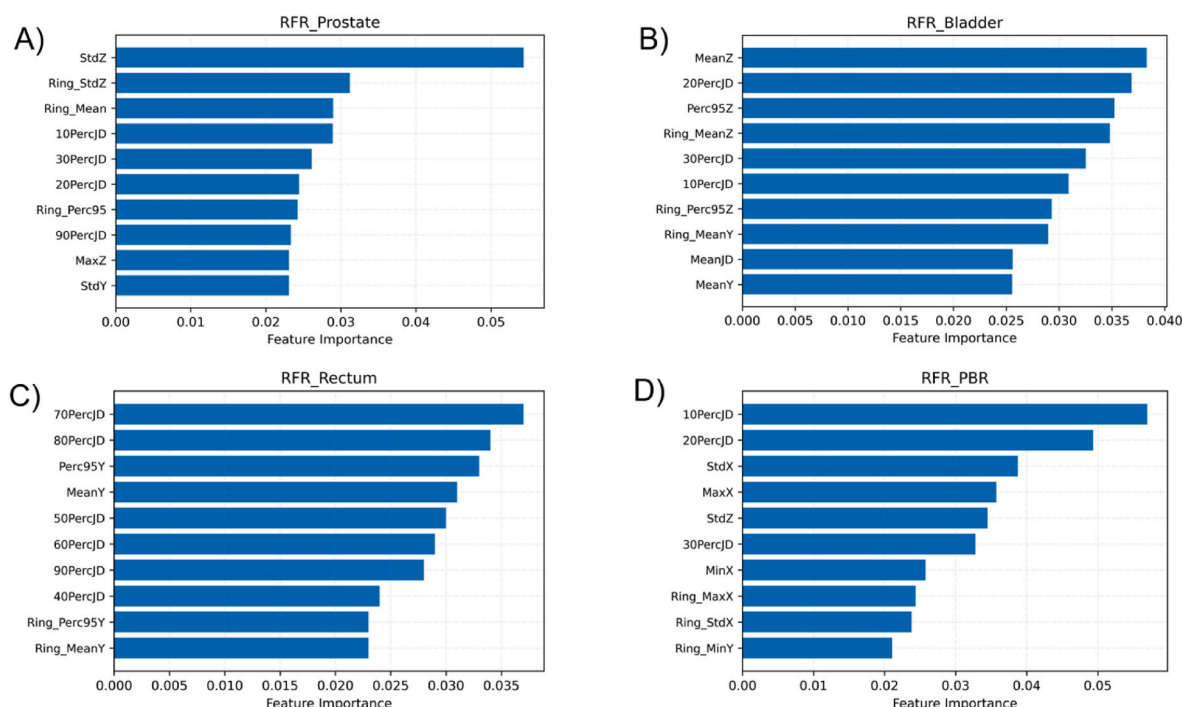 A)
RFR_Prostate
StdZ
Ring_StdZ
Ring_Mean
10PercJD
30PercJD
20PercJD
Ring_Perc95
90PercJD
MaxZ
StdY
0.00 0.01 0.02 0.03 0.04 0.05
Feature Importance
B)
RFR_Bladder
MeanZ
20PercJD
Perc95Z
Ring_MeanZ
30PercJD
10PercJD
Ring_Perc95Z
Ring_MeanY
MeanJD
MeanY
0.000 0.005 0.010 0.015 0.020 0.025 0.030 0.035 0.040
Feature Importance
C)
RFR_Rectum
70PercJD
80PercJD
Perc95Y
MeanY
50PercJD
60PercJD
90PercJD
40PercJD
Ring_Perc95Y
Ring_MeanY
0.000 0.005 0.010 0.015 0.020 0.025 0.030 0.035
Feature Importance
D)
RFR_PBR
10PercJD
20PercJD
StdX
MaxX
StdZ
30PercJD
MinX
Ring_MaxX
Ring_StdX
Ring_MinY
0.00 0.01 0.02 0.03 0.04 0.05
Feature Importance